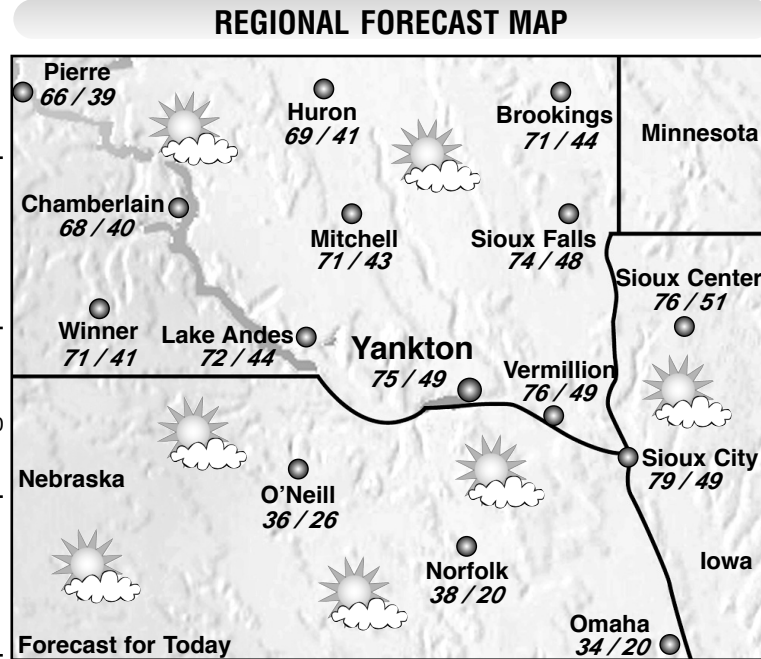 REGIONAL FORECAST MAP
Pierre
66 / 39
Huron
69 / 41
Brookings
71 / 44
Minnesota
Chamberlain
68 / 40
Mitchell
71 / 43
Sioux Falls
74 / 48
Sioux Center
76 / 51
Winner
71 / 41
Lake Andes
72 / 44
Yankton
75 / 49
Vermillion
76 / 49
Nebraska
O'Neill
36 / 26
Sioux City
79 / 49
Norfolk
38 / 20
Iowa
Omaha
34 / 20
Forecast for Today